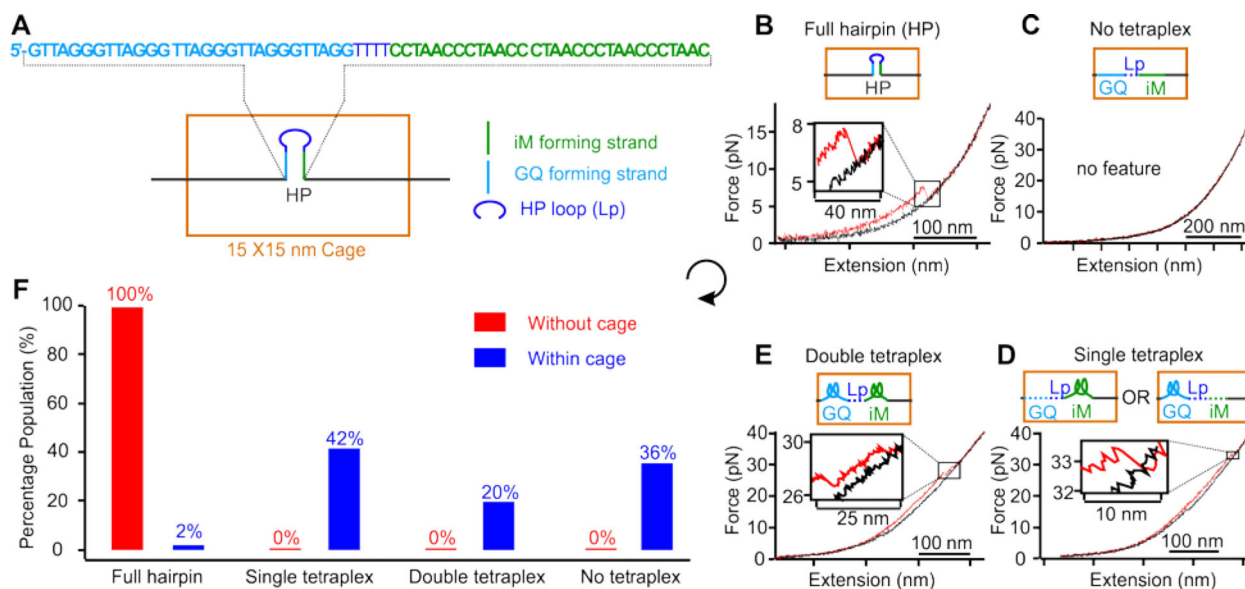 A
5'-GTTAGGGTTAGGG TTAGGGTTAGGGTTAGGTTTTCCTAACCCTAACC CTAACCCTAACCCTAAC
HP
iM forming strand
GQ forming strand
HP loop (Lp)
15 X15 nm Cage
B
Full hairpin (HP)
HP
Force (pN)
15
10
5
0
8
5
40 nm
100 nm
Extension (nm)
C
No tetraplex
Lp
GQ
iM
Force (pN)
40
30
20
10
0
no feature
200 nm
Extension (nm)
F
Percentage Population (%)
100
80
60
40
20
0
100%
2%
0%
42%
0%
20%
0%
36%
Without cage
Within cage
Full hairpin
Single tetraplex
Double tetraplex
No tetraplex
E
Double tetraplex
Lp
GQ
iM
Force (pN)
40
30
20
10
0
30
26
25 nm
100 nm
Extension (nm)
D
Single tetraplex
Lp
GQ
iM
OR
Lp
GQ
iM
Force (pN)
40
30
20
10
0
33
32
10 nm
100 nm
Extension (nm)